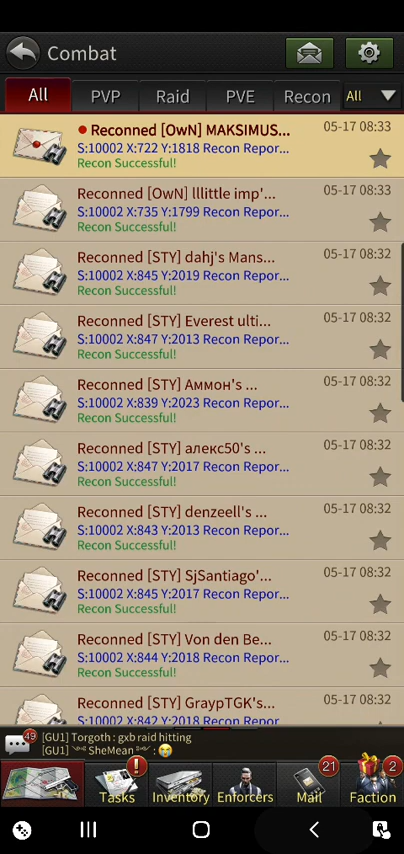 Combat
All PVP Raid PVE Recon All
Reconned [OwN] MAKSIMUS... 05-17 08:33
S:10002 X:722 Y:1818 Recon Repor...
Recon Successful!
Reconned [OwN] lllittle imp'... 05-17 08:33
S:10002 X:735 Y:1799 Recon Repor...
Recon Successful!
Reconned [STY] dahj's Mans... 05-17 08:32
S:10002 X:845 Y:2019 Recon Repor...
Recon Successful!
Reconned [STY] Everest ulti... 05-17 08:32
S:10002 X:847 Y:2013 Recon Repor...
Recon Successful!
Reconned [STY] Аммон's ... 05-17 08:32
S:10002 X:839 Y:2023 Recon Repor...
Recon Successful!
Reconned [STY] алекс50's ... 05-17 08:32
S:10002 X:847 Y:2017 Recon Repor...
Recon Successful!
Reconned [STY] denzeell's ... 05-17 08:32
S:10002 X:843 Y:2013 Recon Repor...
Recon Successful!
Reconned [STY] SjSantiago'... 05-17 08:32
S:10002 X:845 Y:2017 Recon Repor...
Recon Successful!
Reconned [STY] Von den Be... 05-17 08:32
S:10002 X:844 Y:2018 Recon Repor...
Recon Successful!
Reconned [STY] GraypTGK's... 05-17 08:32
S:10002 X:842 Y:2018 Recon Repor...
49
[GU1] Torgoth : gxb raid hitting
[GU1] SheMean :
! 21 2
Tasks Inventory Enforcers Mail Faction